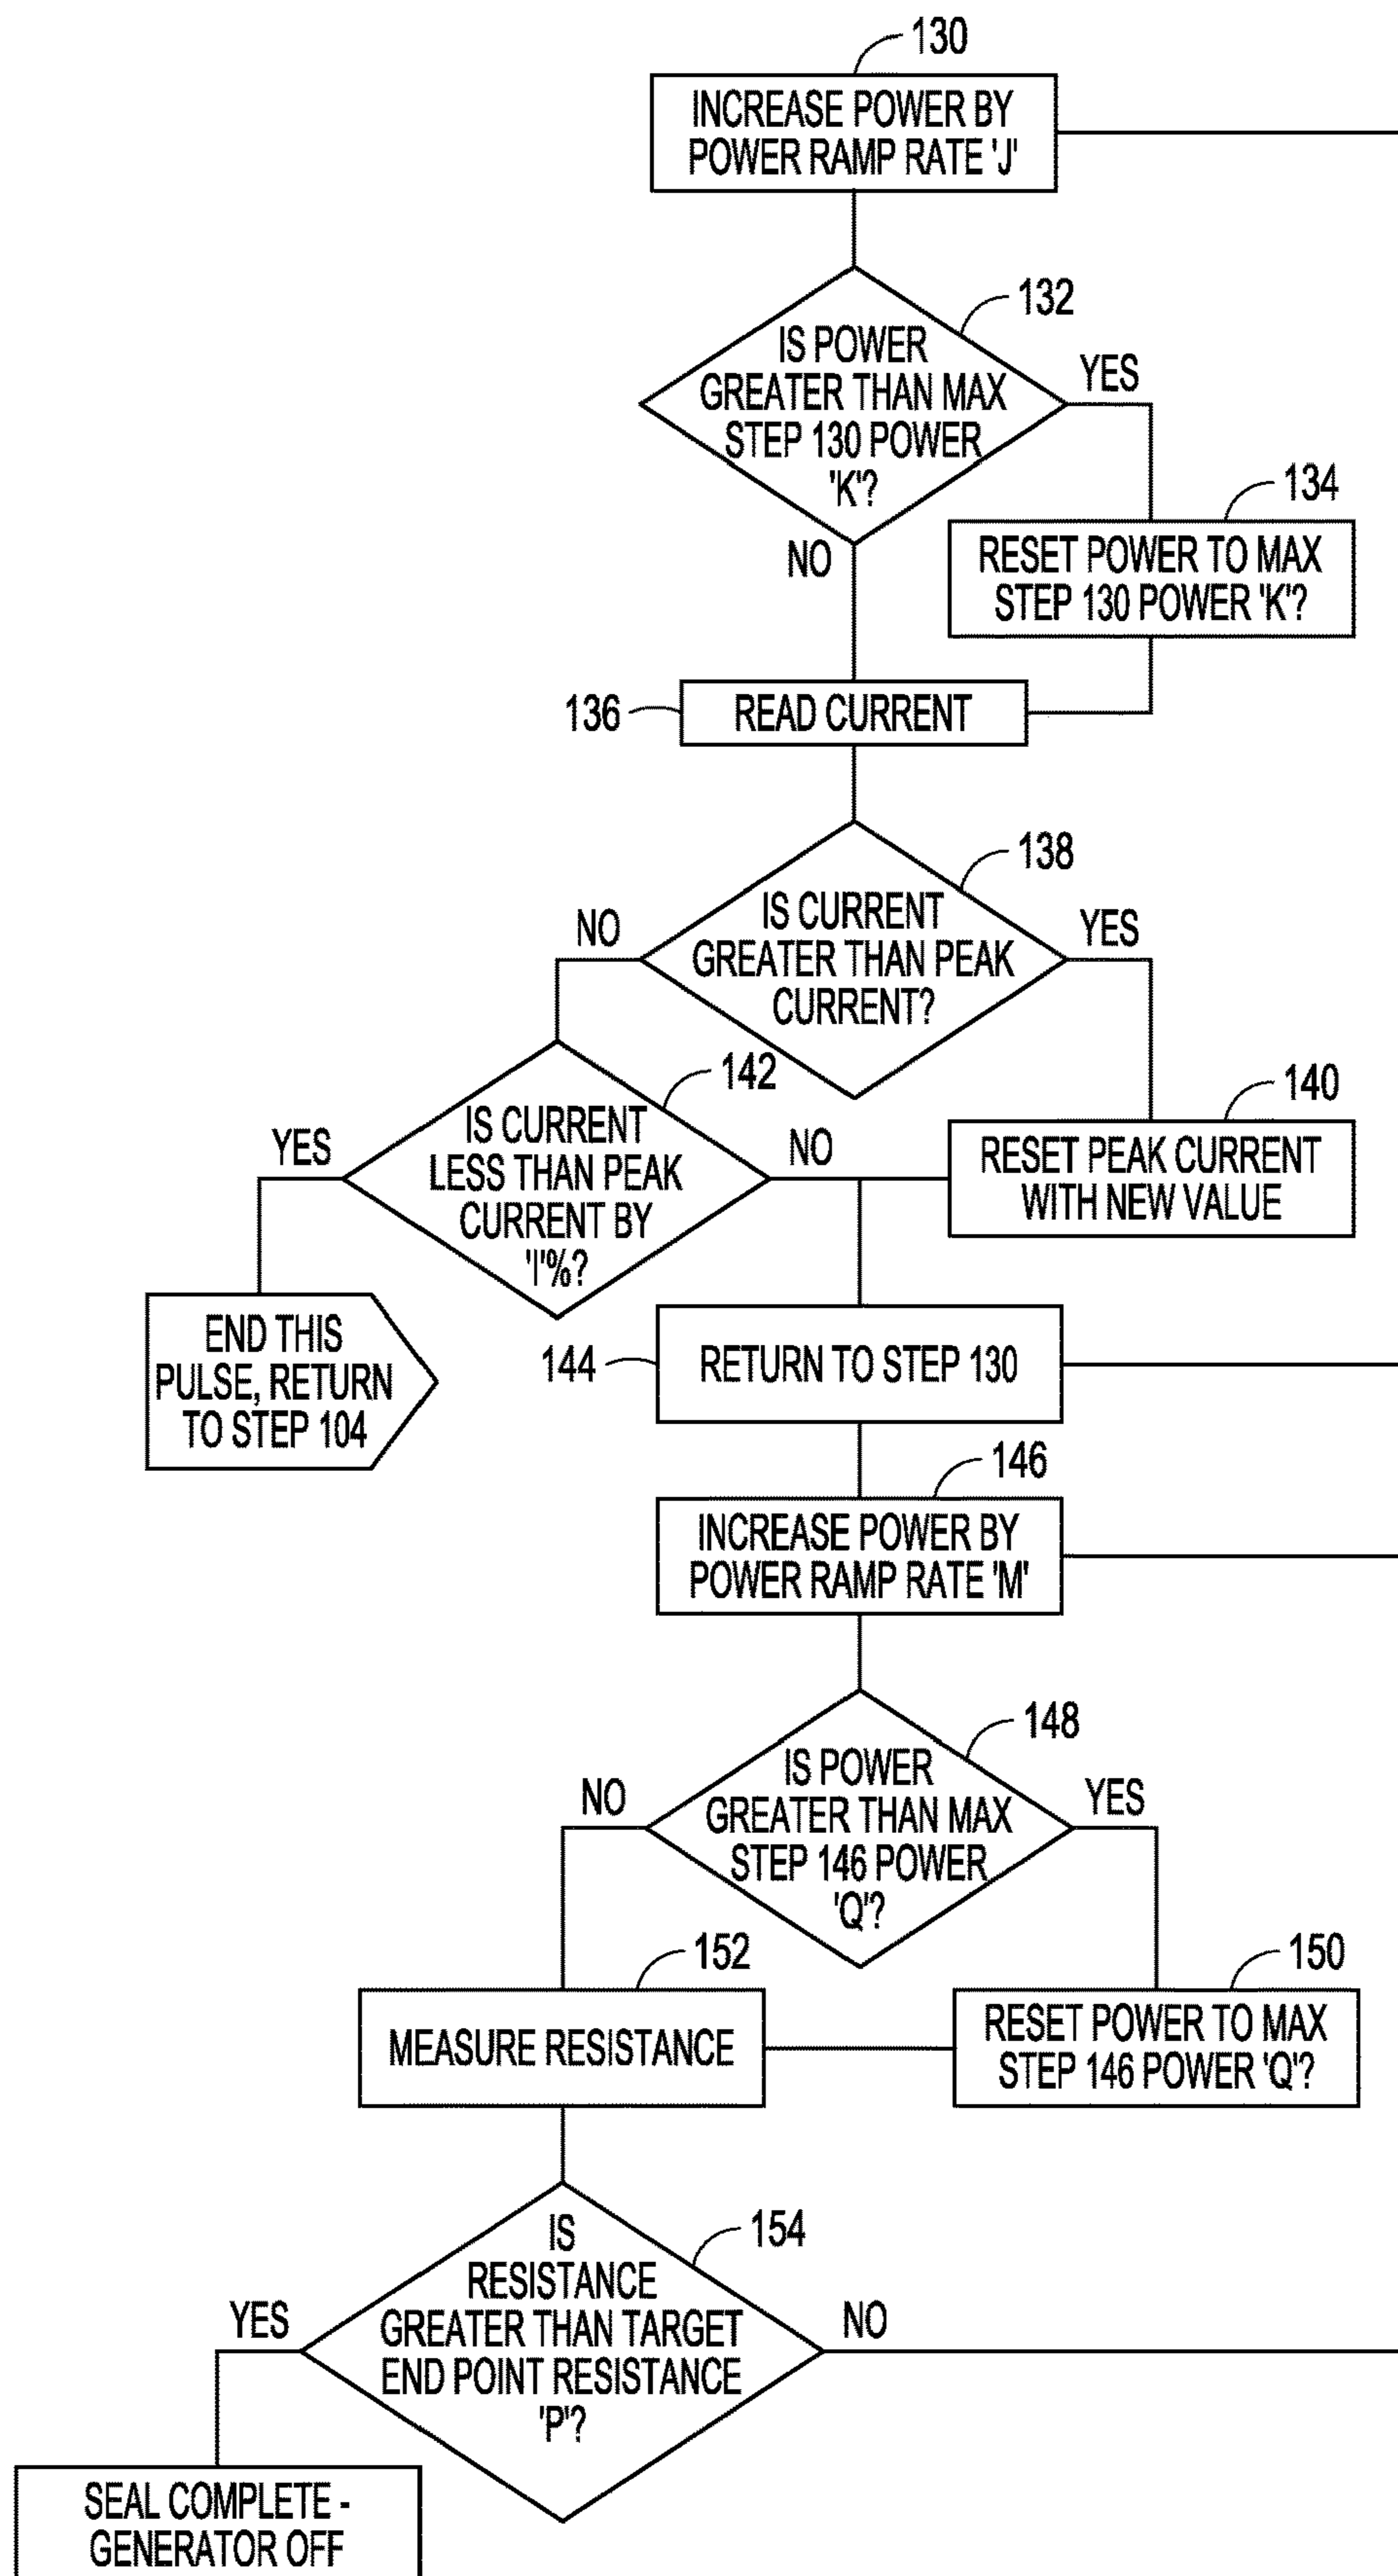 130
INCREASE POWER BY
POWER RAMP RATE 'J'
132
IS POWER
GREATER THAN MAX
STEP 130 POWER
'K'?
YES
NO
134
RESET POWER TO MAX
STEP 130 POWER 'K'?
136
READ CURRENT
138
IS CURRENT
GREATER THAN PEAK
CURRENT?
NO
YES
142
IS CURRENT
LESS THAN PEAK
CURRENT BY
'I'%?
YES
NO
140
RESET PEAK CURRENT
WITH NEW VALUE
END THIS
PULSE, RETURN
TO STEP 104
144
RETURN TO STEP 130
146
INCREASE POWER BY
POWER RAMP RATE 'M'
148
IS POWER
GREATER THAN MAX
STEP 146 POWER
'Q'?
NO
YES
152
MEASURE RESISTANCE
150
RESET POWER TO MAX
STEP 146 POWER 'Q'?
154
IS
RESISTANCE
GREATER THAN TARGET
END POINT RESISTANCE
'P'?
YES
NO
SEAL COMPLETE -
GENERATOR OFF